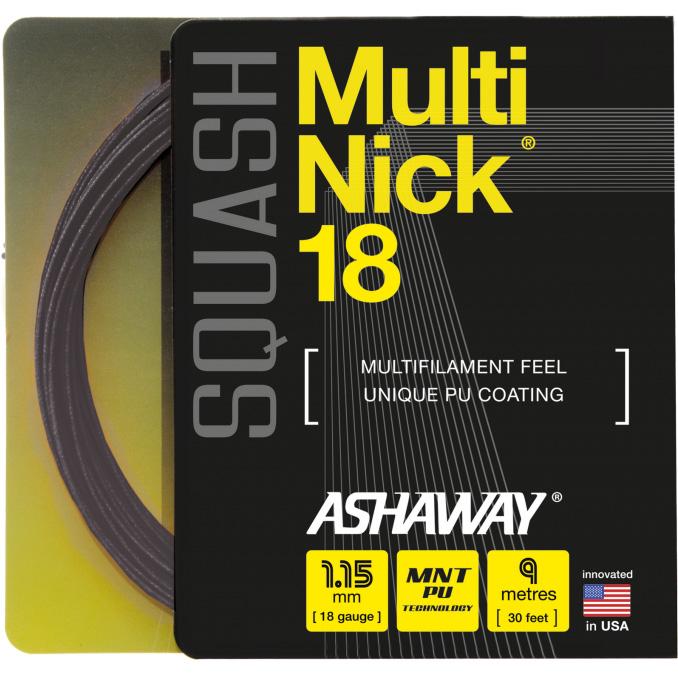 SQUASH
Multi
Nick®
18
[ MULTIFILAMENT FEEL
UNIQUE PU COATING ]
ASHAWAY®
1.15
mm
[ 18 gauge ]
MNT
PU
TECHNOLOGY
9
metres
[ 30 feet ]
innovated
in USA